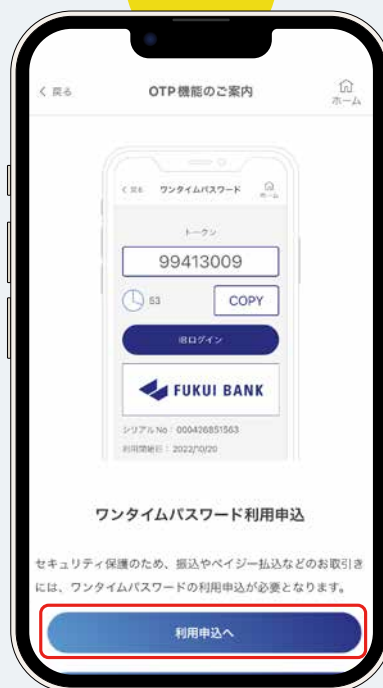 戻る
OTP機能のご案内
ホーム
戻る
ワンタイムパスワード
ホーム
トークン
99413009
53
COPY
IBログイン
FUKUI BANK
シリアルNo：000426851563
利用開始日：2022/10/20
ワンタイムパスワード利用申込
セキュリティ保護のため、振込やペイジー払込などのお取引き
には、ワンタイムパスワードの利用申込が必要となります。
利用申込へ